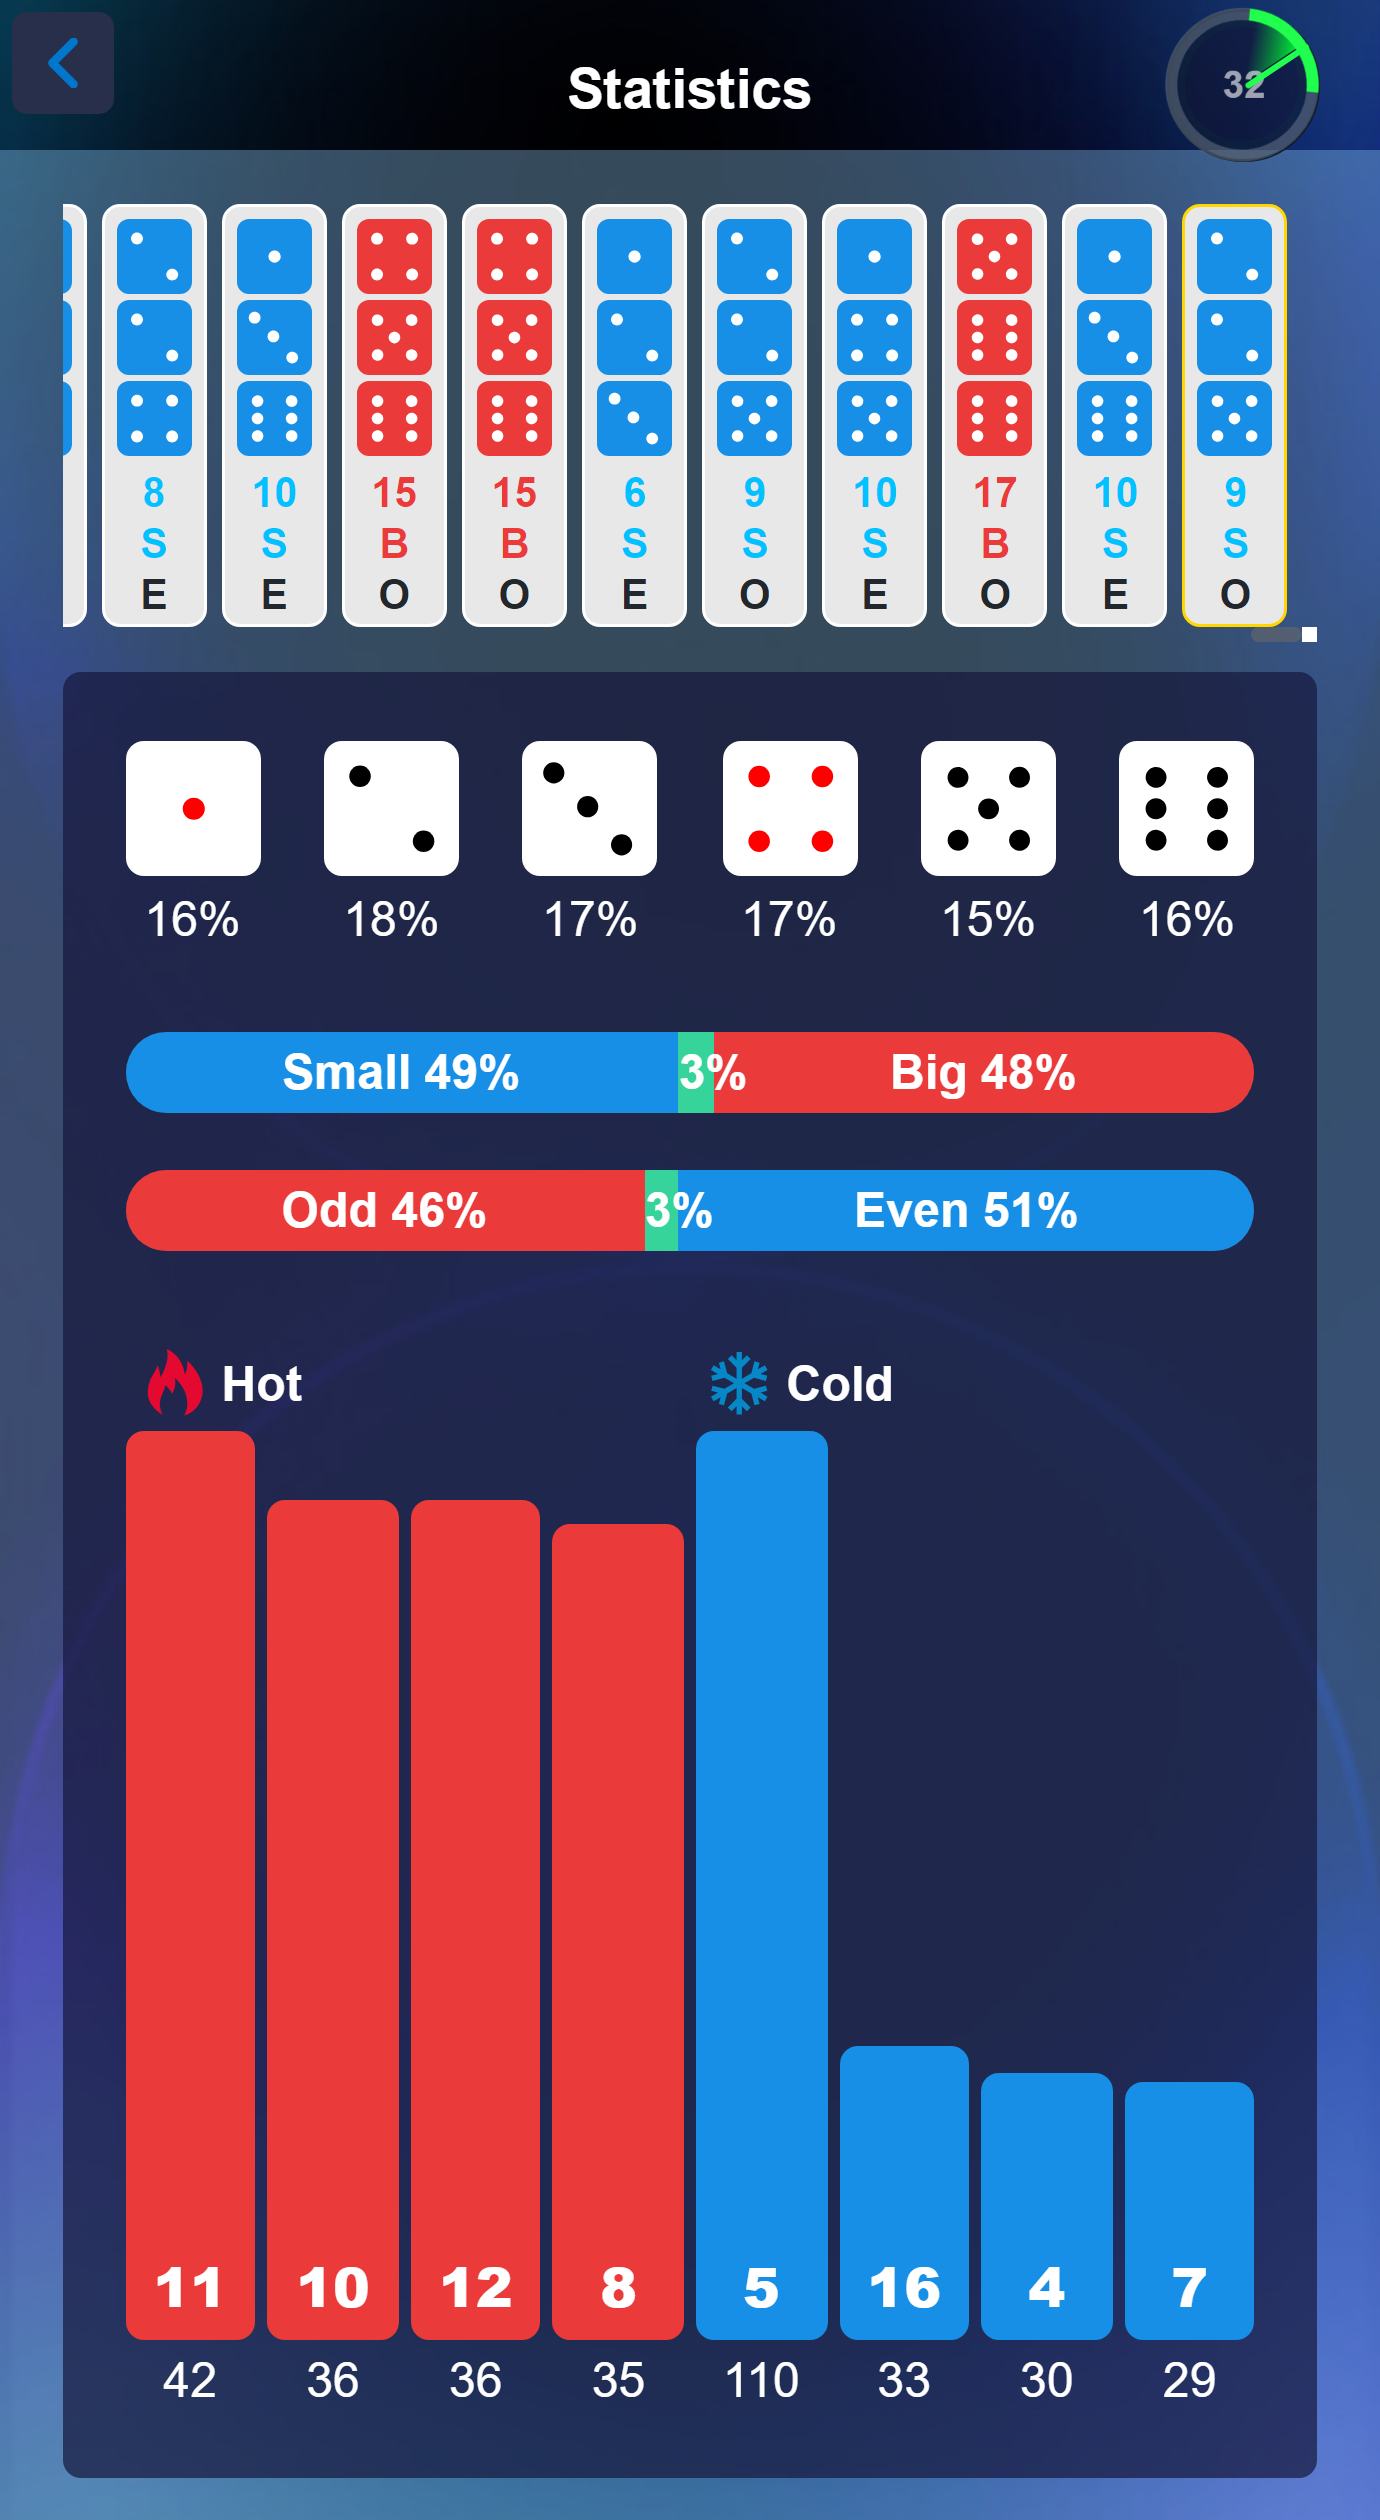 Statistics
32
8 10 15 15 6 9 10 17 10 9
S S B B S S S B S S
E E O O E O E O E O
16% 18% 17% 17% 15% 16%
Small 49% 3% Big 48%
Odd 46% 3% Even 51%
Hot Cold
11 10 12 8 5 16 4 7
42 36 36 35 110 33 30 29